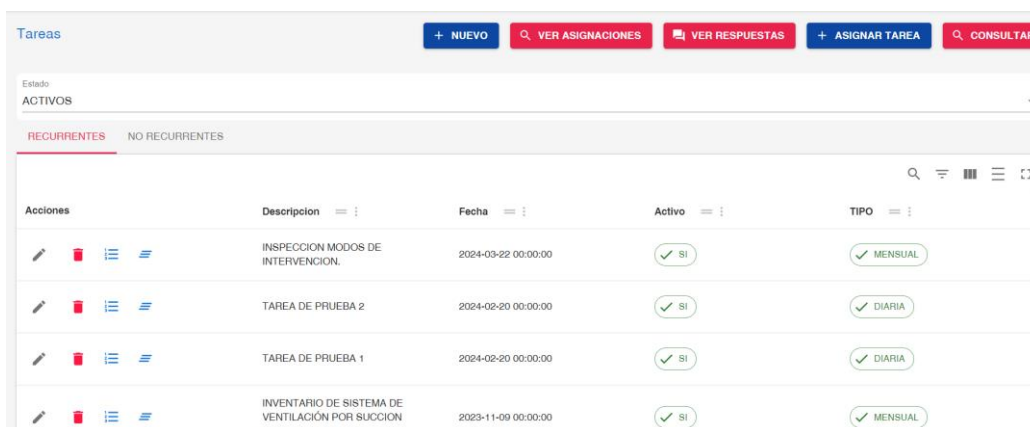 Tareas
+ NUEVO
VER ASIGNACIONES
VER RESPUESTAS
+ ASIGNAR TAREA
CONSULTAR
Estado
ACTIVOS
RECURRENTES
NO RECURRENTES
Acciones
Descripcion
Fecha
Activo
TIPO
INSPECCION MODOS DE
INTERVENCION.
2024-03-22 00:00:00
SI
MENSUAL
TAREA DE PRUEBA 2
2024-02-20 00:00:00
SI
DIARIA
TAREA DE PRUEBA 1
2024-02-20 00:00:00
SI
DIARIA
INVENTARIO DE SISTEMA DE
VENTILACIÓN POR SUCCION
2023-11-09 00:00:00
SI
MENSUAL